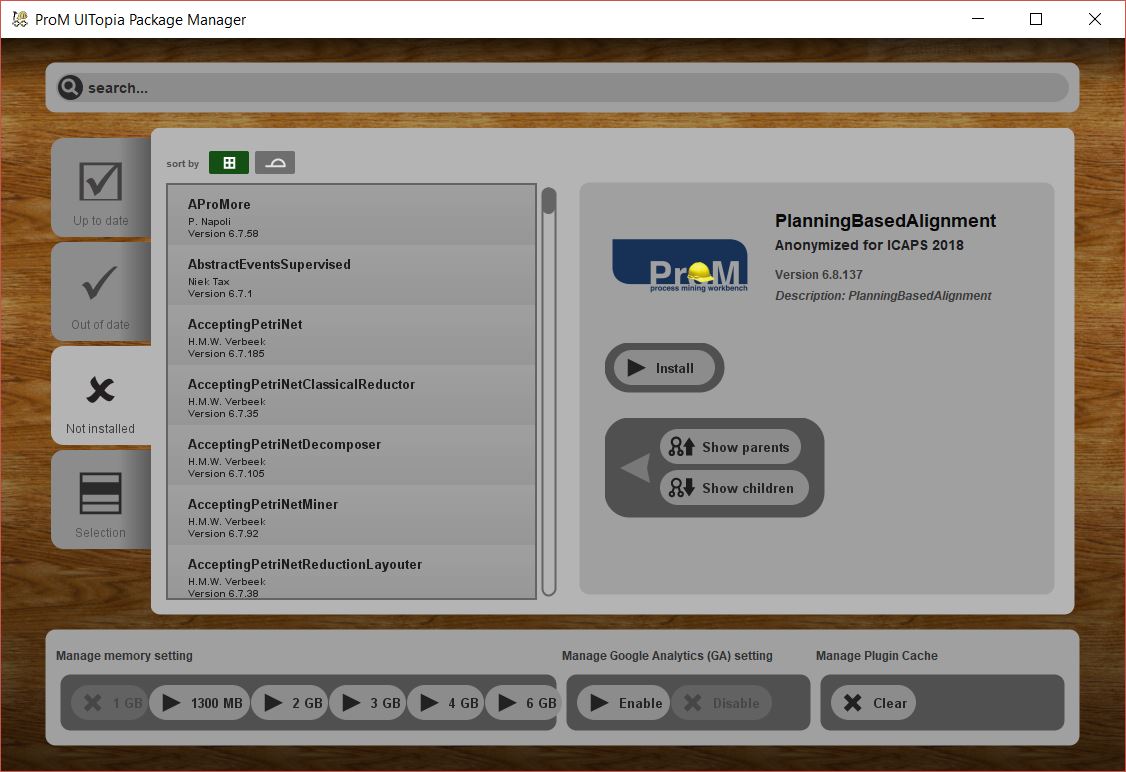 ProM UITopia Package Manager
search...
Up to date
Out of date
Not installed
Selection
sort by
AProMore
P. Napoli
Version 6.7.58
AbstractEventsSupervised
Niek Tax
Version 6.7.1
AcceptingPetriNet
H.M.W. Verbeek
Version 6.7.185
AcceptingPetriNetClassicalReductor
H.M.W. Verbeek
Version 6.7.35
AcceptingPetriNetDecomposer
H.M.W. Verbeek
Version 6.7.105
AcceptingPetriNetMiner
H.M.W. Verbeek
Version 6.7.92
AcceptingPetriNetReductionLayouter
H.M.W. Verbeek
Version 6.7.38
ProM
process mining workbench
PlanningBasedAlignment
Anonymized for ICAPS 2018
Version 6.8.137
Description: PlanningBasedAlignment
Install
Show parents
Show children
Manage memory setting
1 GB 1300 MB 2 GB 3 GB 4 GB 6 GB
Manage Google Analytics (GA) setting
Enable Disable
Manage Plugin Cache
Clear